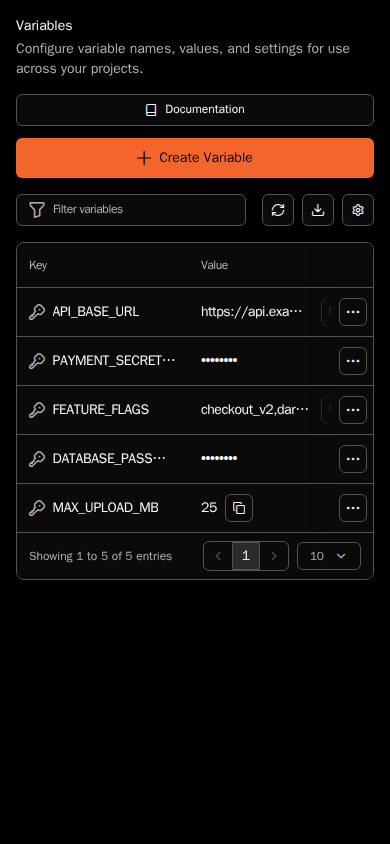 Variables
Configure variable names, values, and settings for use
across your projects.
Documentation
Create Variable
Filter variables
Key Value
API_BASE_URL https://api.exa···
PAYMENT_SECRET··· ••••••••
FEATURE_FLAGS checkout_v2,dar···
DATABASE_PASS··· ••••••••
MAX_UPLOAD_MB 25
Showing 1 to 5 of 5 entries 1 10